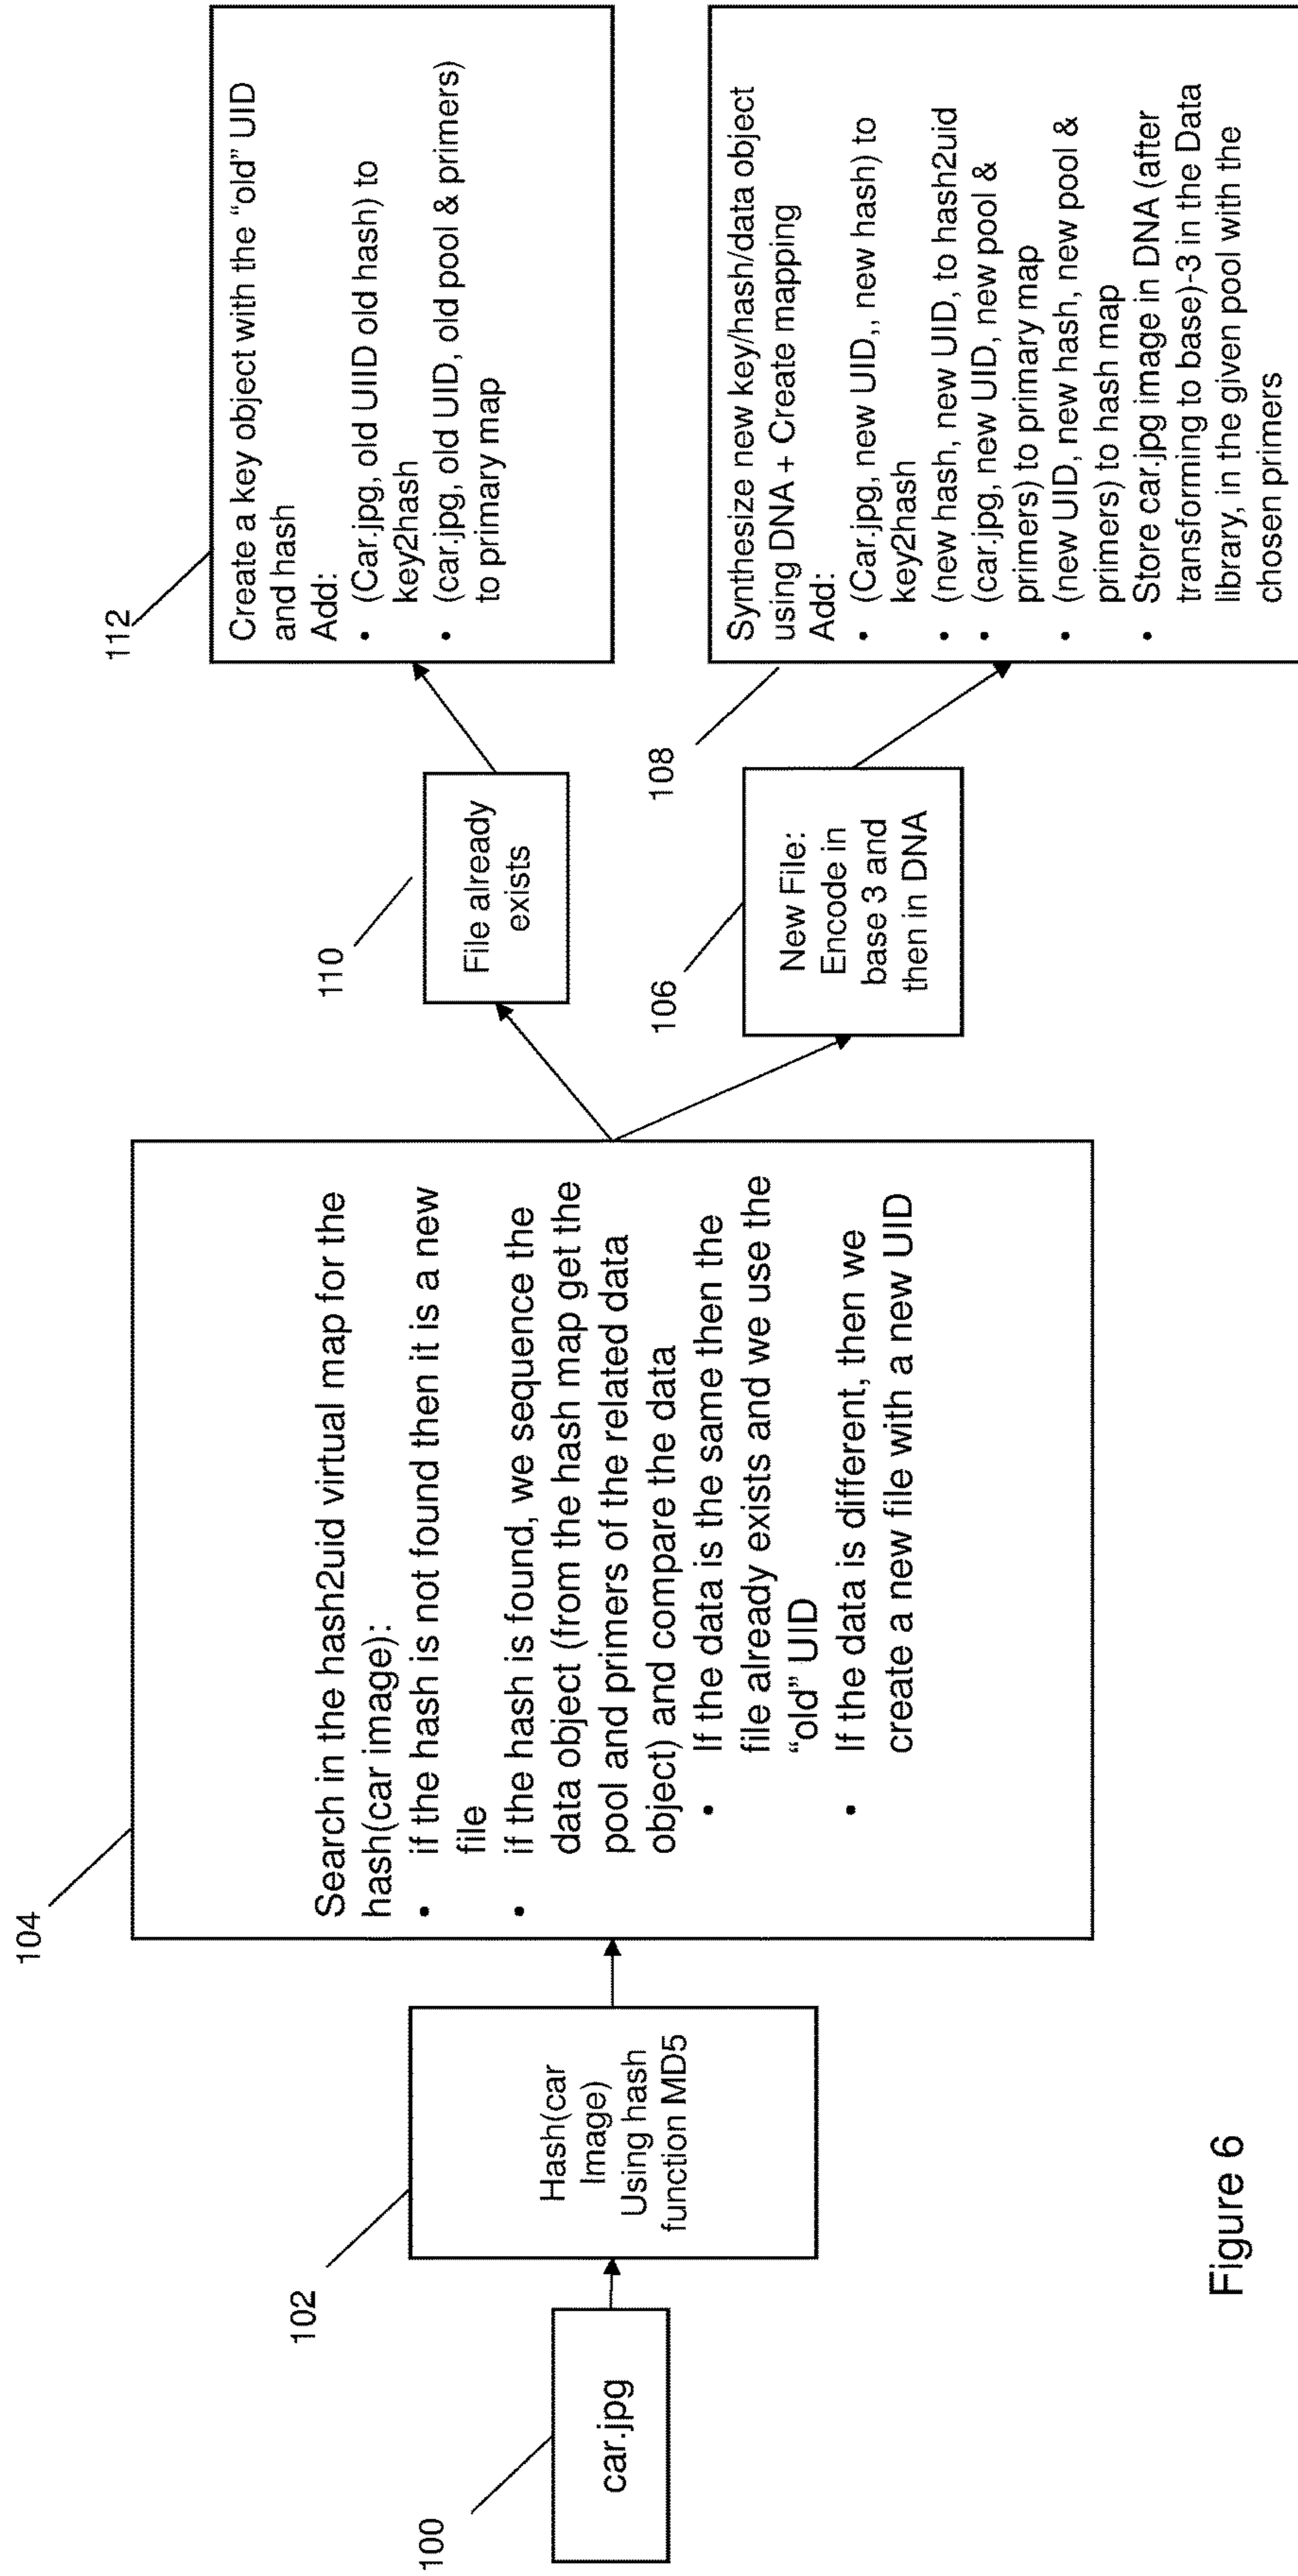 100
car.jpg
102
Hash(car
Image)
Using hash
function MD5
104
Search in the hash2uid virtual map for the
hash(car image):
• if the hash is not found then it is a new
file
• if the hash is found, we sequence the
data object (from the hash map get the
pool and primers of the related data
object) and compare the data
• If the data is the same then the
file already exists and we use the
“old” UID
• If the data is different, then we
create a new file with a new UID
110
File already
exists
106
New File:
Encode in
base 3 and
then in DNA
112
Create a key object with the “old” UID
and hash
Add:
• (Car.jpg, old UIID old hash) to
key2hash
• (car.jpg, old UID, old pool & primers)
to primary map
108
Synthesize new key/hash/data object
using DNA + Create mapping
Add:
• (Car.jpg, new UID,, new hash) to
key2hash
• (new hash, new UID, to hash2uid
• (car.jpg, new UID, new pool &
primers) to primary map
• (new UID, new hash, new pool &
primers) to hash map
• Store car.jpg image in DNA (after
transforming to base)-3 in the Data
library, in the given pool with the
chosen primers
Figure 6